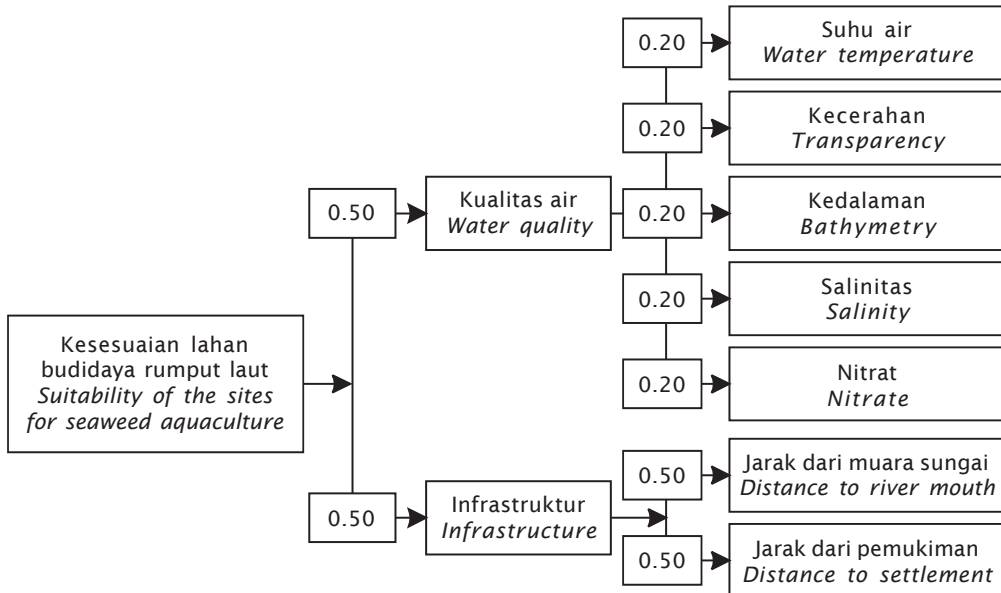 0.20
Suhu air
Water temperature
0.20
Kecerahan
Transparency
0.50
Kualitas air
Water quality
0.20
Kedalaman
Bathymetry
0.20
Salinitas
Salinity
Kesesuaian lahan
budidaya rumput laut
Suitability of the sites
for seaweed aquaculture
0.20
Nitrat
Nitrate
0.50
Infrastruktur
Infrastructure
0.50
Jarak dari muara sungai
Distance to river mouth
0.50
Jarak dari pemukiman
Distance to settlement